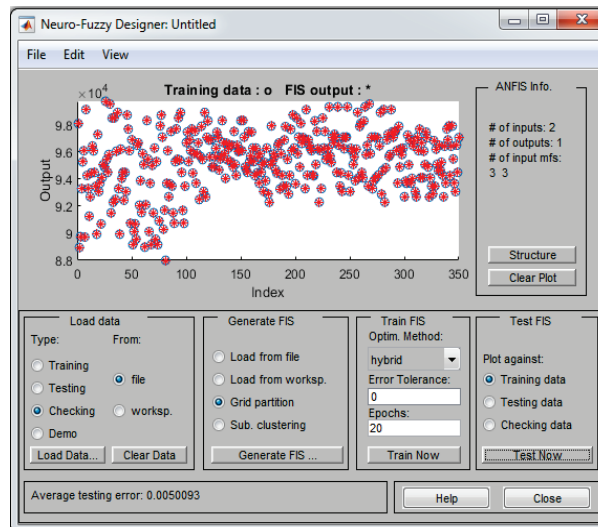 Neuro-Fuzzy Designer: Untitled
File Edit View
×10⁴
Training data : o FIS output : *
Output
9.8
9.6
9.4
9.2
9
8.8
0 50 100 150 200 250 300 350
Index
ANFIS Info.
# of inputs: 2
# of outputs: 1
# of input mfs:
3 3
Structure
Clear Plot
Load data
Type: From:
Training
Testing
Checking
Demo
file
worksp.
Load Data... Clear Data
Generate FIS
Load from file
Load from worksp.
Grid partition
Sub. clustering
Generate FIS ...
Train FIS
Optim. Method:
hybrid
Error Tolerance:
0
Epochs:
20
Train Now
Test FIS
Plot against:
Training data
Testing data
Checking data
Test Now
Average testing error: 0.0050093
Help
Close